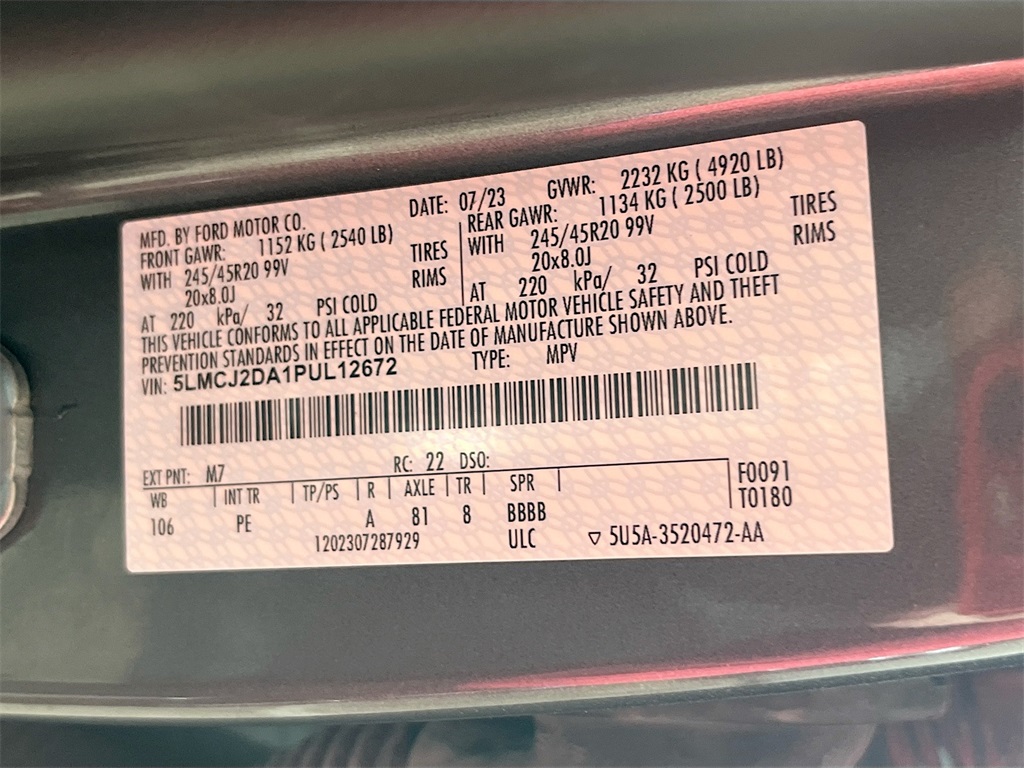 MFD. BY FORD MOTOR CO. DATE: 07/23 GVWR: 2232 KG ( 4920 LB)
FRONT GAWR: 1152 KG ( 2540 LB) REAR GAWR: 1134 KG ( 2500 LB)
WITH 245/45R20 99V TIRES WITH 245/45R20 99V TIRES
20x8.0J RIMS 20x8.0J RIMS
AT 220 kPa/ 32 PSI COLD AT 220 kPa/ 32 PSI COLD
THIS VEHICLE CONFORMS TO ALL APPLICABLE FEDERAL MOTOR VEHICLE SAFETY AND THEFT
PREVENTION STANDARDS IN EFFECT ON THE DATE OF MANUFACTURE SHOWN ABOVE.
VIN: 5LMCJ2DA1PUL12672 TYPE: MPV
EXT PNT: M7 RC: 22 DSO: F0091
WB INT TR TP/PS R AXLE TR SPR T0180
106 PE A 81 8 BBBB
1202307287929 ULC ▽ 5U5A-3520472-AA